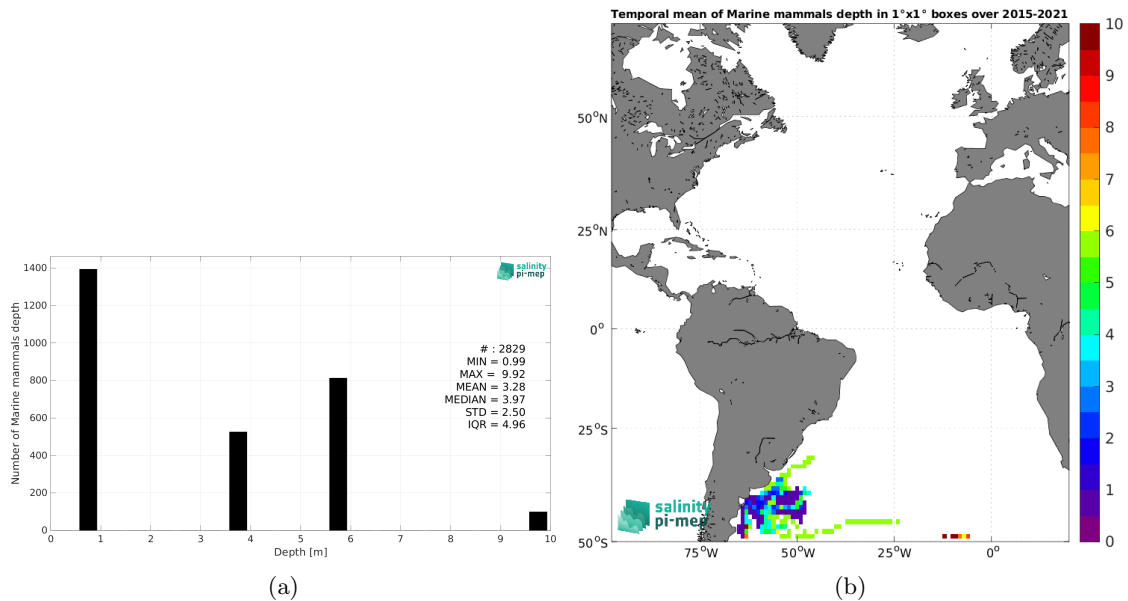 Temporal mean of Marine mammals depth in 1°x1° boxes over 2015-2021
1400
1200
1000
800
600
400
200
0
Number of Marine mammals depth
salinity
pi-mep
# : 2829
MIN = 0.99
MAX = 9.92
MEAN = 3.28
MEDIAN = 3.97
STD = 2.50
IQR = 4.96
0 1 2 3 4 5 6 7 8 9 10
Depth [m]
(a)
50°N
25°N
0°
25°S
50°S
salinity
pi-mep
75°W 50°W 25°W 0°
10
9
8
7
6
5
4
3
2
1
0
(b)